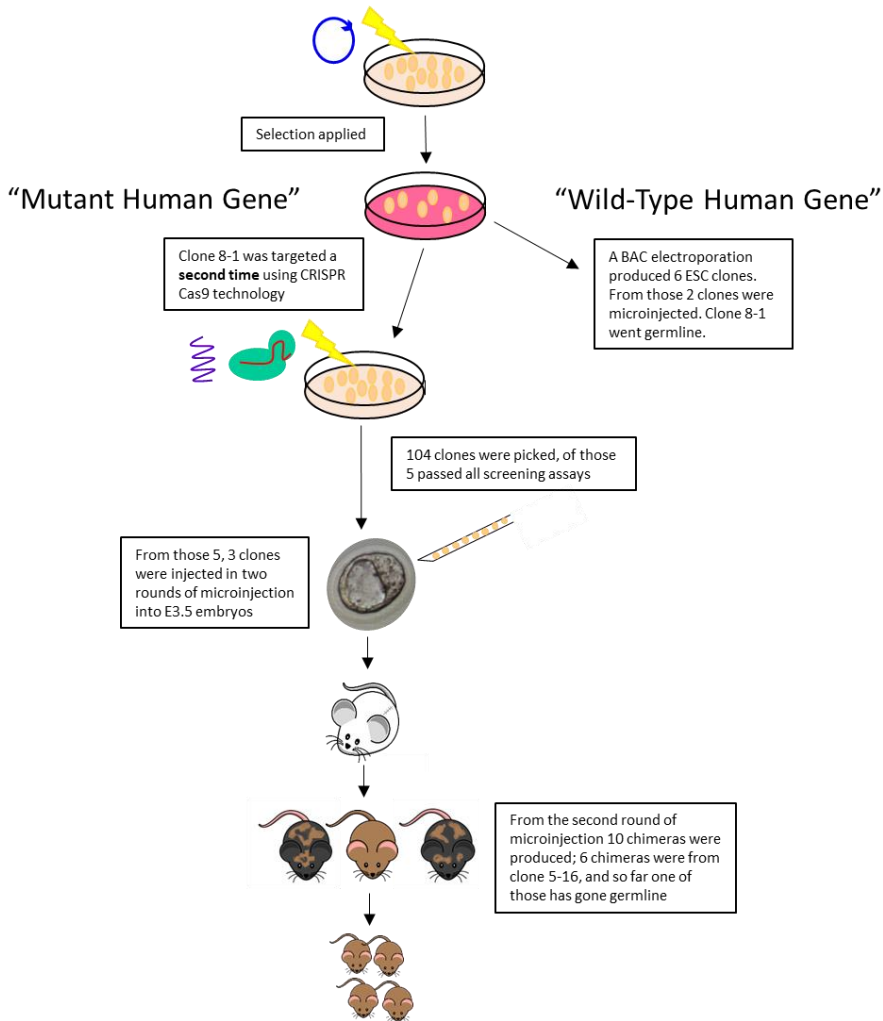 Selection applied
“Mutant Human Gene”
“Wild-Type Human Gene”
Clone 8-1 was targeted a
second time using CRISPR
Cas9 technology
A BAC electroporation
produced 6 ESC clones.
From those 2 clones were
microinjected. Clone 8-1
went germline.
104 clones were picked, of those
5 passed all screening assays
From those 5, 3 clones
were injected in two
rounds of microinjection
into E3.5 embryos
From the second round of
microinjection 10 chimeras were
produced; 6 chimeras were from
clone 5-16, and so far one of
those has gone germline